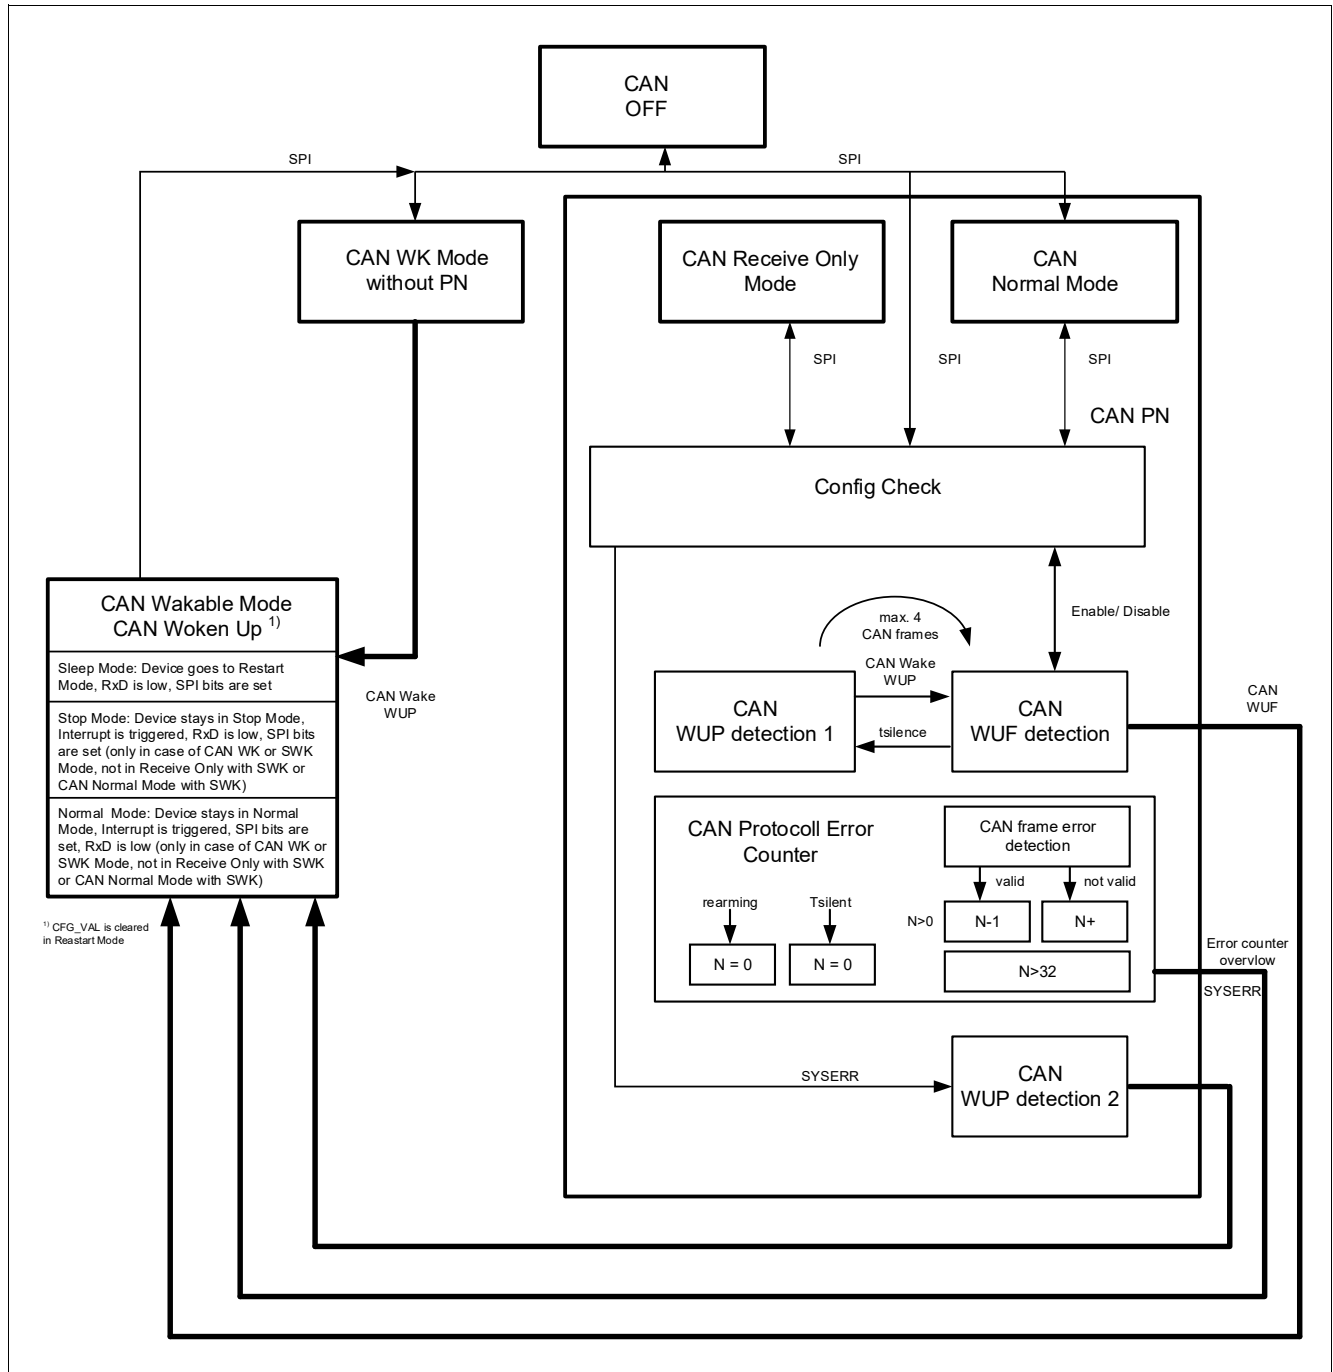 CAN
OFF
SPI
SPI
CAN WK Mode
without PN
CAN Receive Only
Mode
CAN
Normal Mode
SPI
SPI
SPI
CAN PN
Config Check
CAN Wakable Mode
CAN Woken Up 1)
Sleep Mode: Device goes to Restart
Mode, RxD is low, SPI bits are set
Stop Mode: Device stays in Stop Mode,
Interrupt is triggered, RxD is low, SPI bits
are set (only in case of CAN WK or SWK
Mode, not in Receive Only with SWK or
CAN Normal Mode with SWK)
Normal Mode: Device stays in Normal
Mode, Interrupt is triggered, SPI bits are
set, RxD is low (only in case of CAN WK or
SWK Mode, not in Receive Only with SWK
or CAN Normal Mode with SWK)
1) CFG_VAL is cleared
in Reastart Mode
CAN Wake
WUP
max. 4
CAN frames
Enable/ Disable
CAN Wake
WUP
CAN
WUP detection 1
tsilence
CAN
WUF detection
CAN
WUF
CAN Protocoll Error
Counter
CAN frame error
detection
valid
not valid
rearming
Tsilent
N>0
N-1
N+
N = 0
N = 0
N>32
Error counter
overvlow
SYSERR
SYSERR
CAN
WUP detection 2